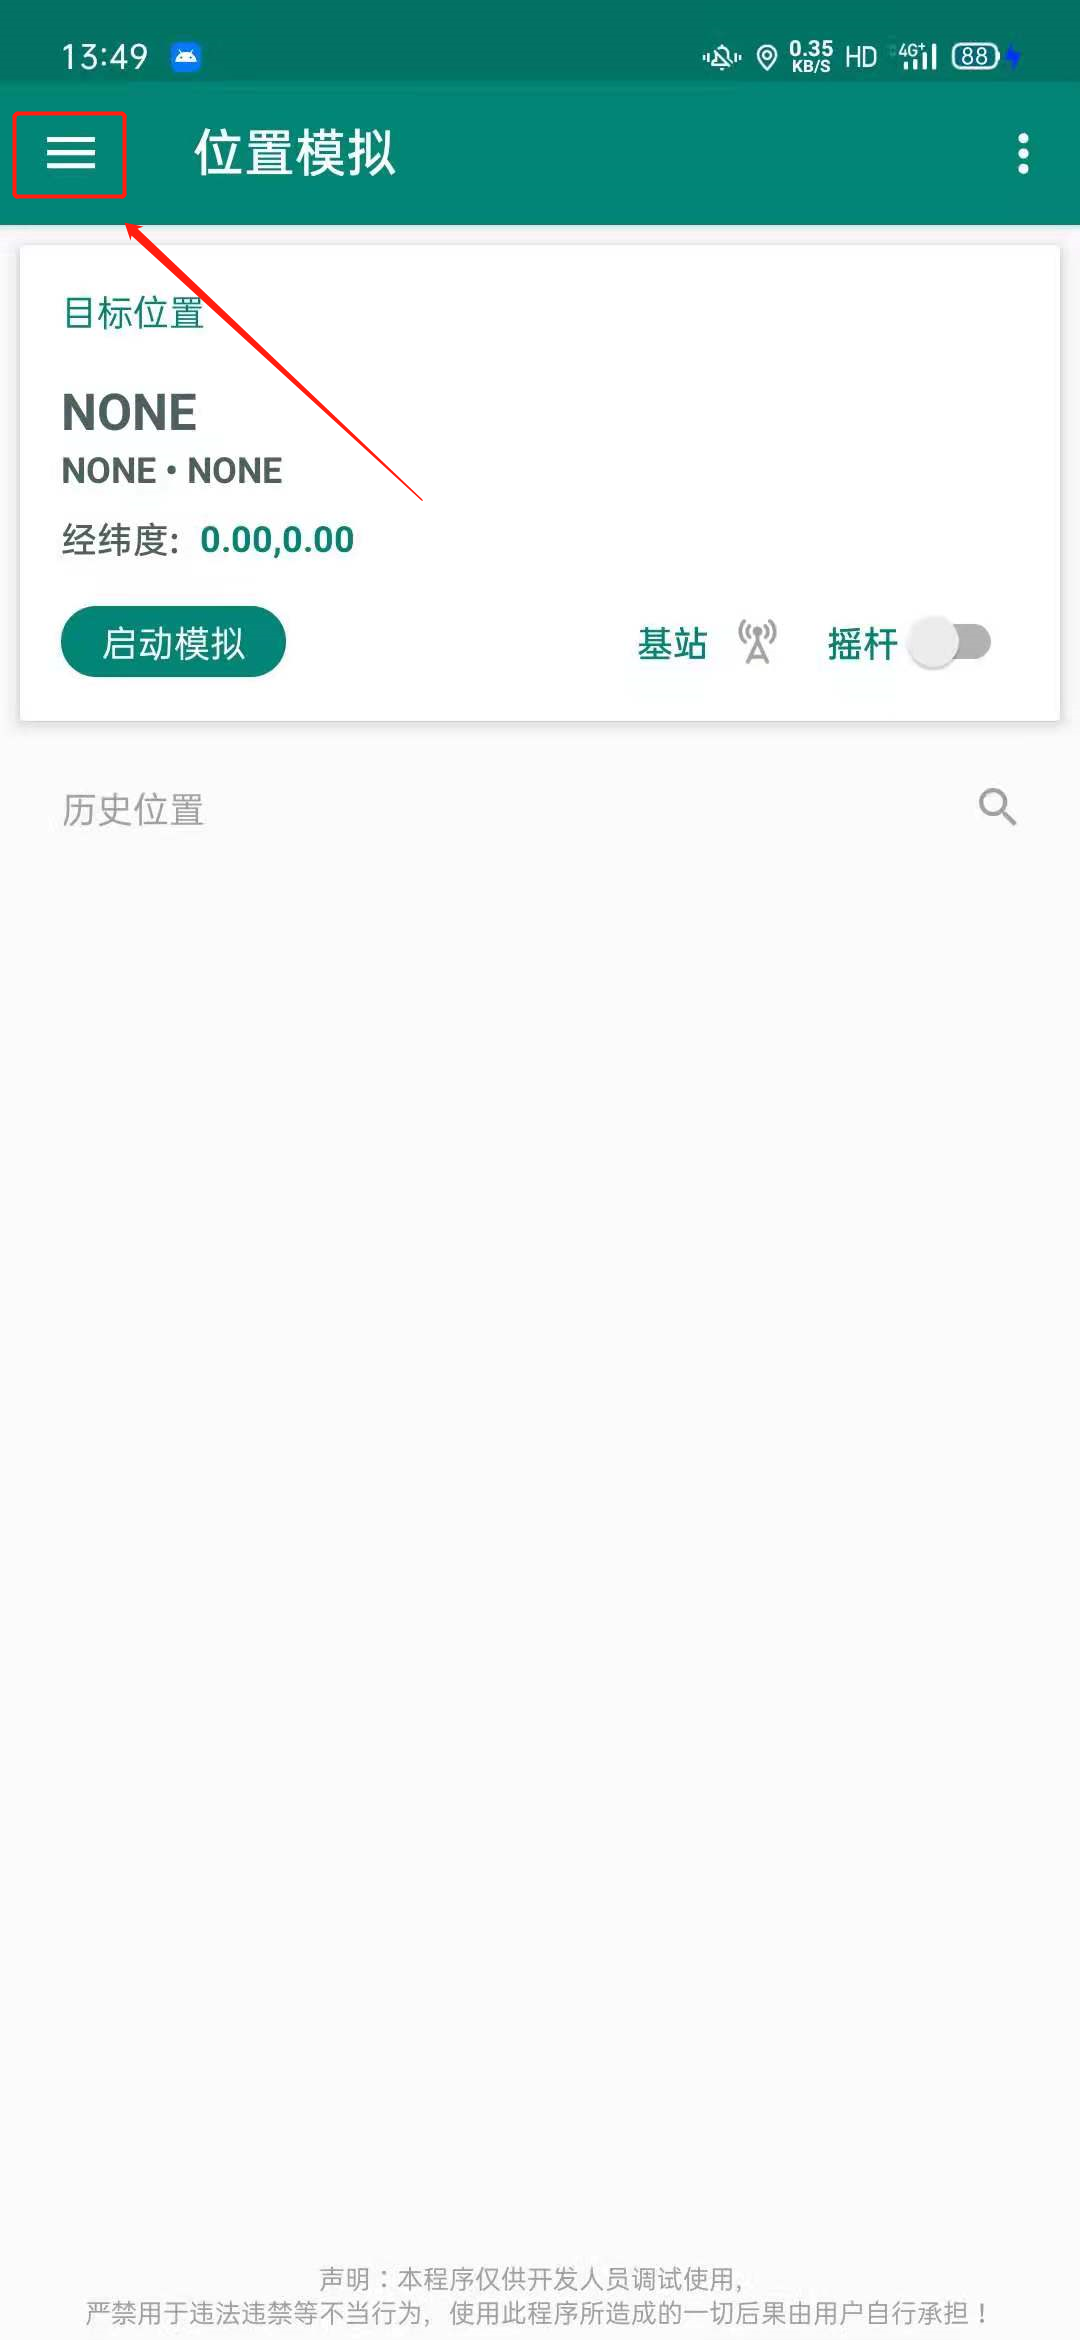 13:49 0.35 KB/S HD 4G+ 88
位置模拟
目标位置
NONE
NONE • NONE
经纬度: 0.00,0.00
启动模拟 基站 摇杆
历史位置
声明：本程序仅供开发人员调试使用,
严禁用于违法违禁等不当行为, 使用此程序所造成的一切后果由用户自行承担！